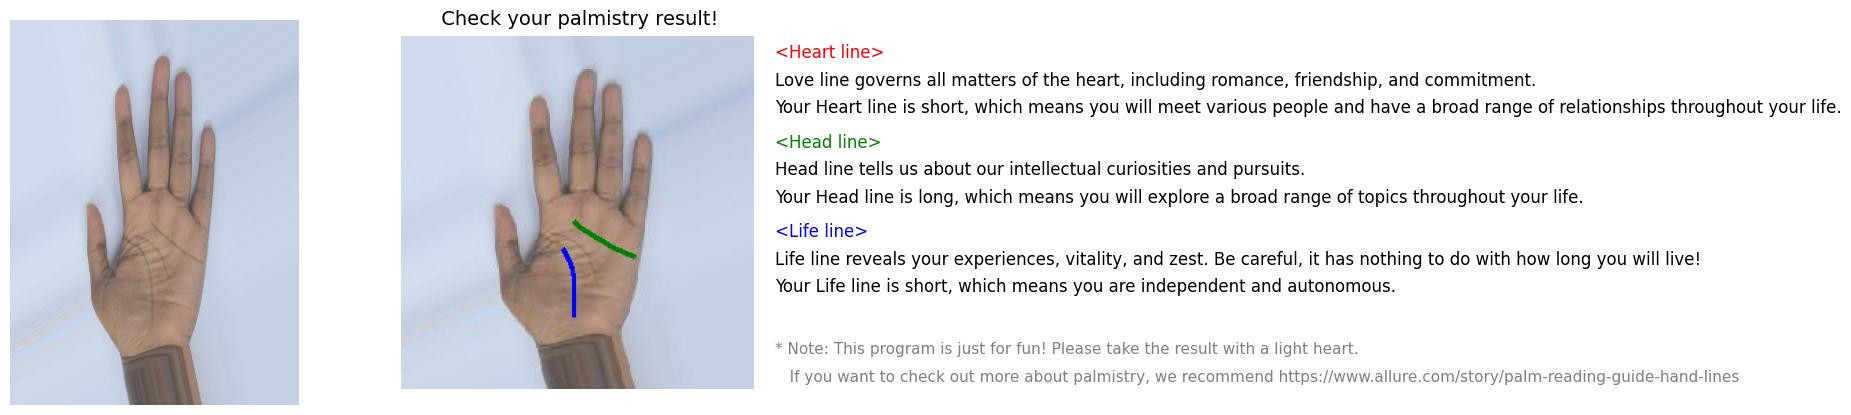 Check your palmistry result!
<Heart line>
Love line governs all matters of the heart, including romance, friendship, and commitment.
Your Heart line is short, which means you will meet various people and have a broad range of relationships throughout your life.
<Head line>
Head line tells us about our intellectual curiosities and pursuits.
Your Head line is long, which means you will explore a broad range of topics throughout your life.
<Life line>
Life line reveals your experiences, vitality, and zest. Be careful, it has nothing to do with how long you will live!
Your Life line is short, which means you are independent and autonomous.
* Note: This program is just for fun! Please take the result with a light heart.
If you want to check out more about palmistry, we recommend https://www.allure.com/story/palm-reading-guide-hand-lines